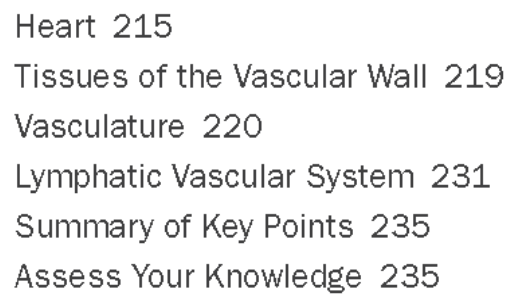 Heart 215
Tissues of the Vascular Wall 219
Vasculature 220
Lymphatic Vascular System 231
Summary of Key Points 235
Assess Your Knowledge 235